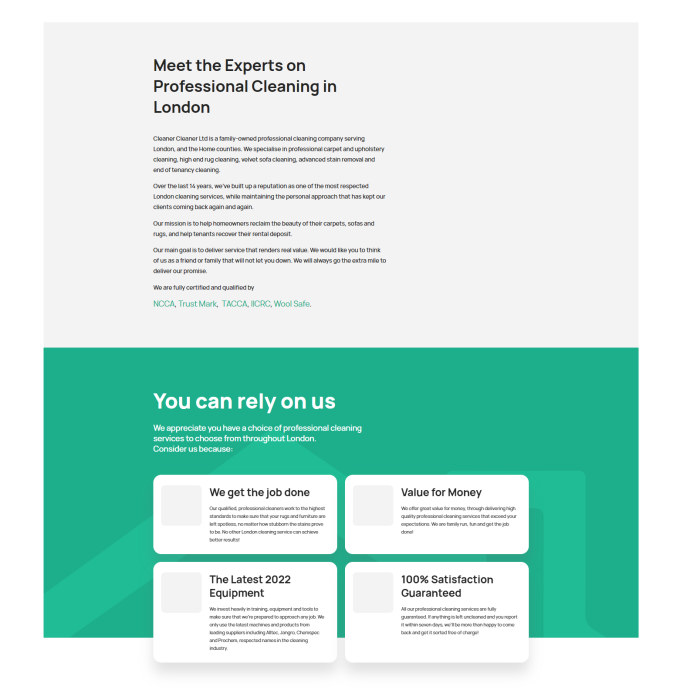 Meet the Experts on
Professional Cleaning in
London
Cleaner Cleaner Ltd is a family-owned professional cleaning company serving
London, and the Home counties. We specialise in professional carpet and upholstery
cleaning, high end rug cleaning, velvet sofa cleaning, advanced stain removal and
end of tenancy cleaning.
Over the last 14 years, we've built up a reputation as one of the most respected
London cleaning services, while maintaining the personal approach that has kept our
clients coming back again and again.
Our mission is to help homeowners reclaim the beauty of their carpets, sofas and
rugs, and help tenants recover their rental deposit.
Our main goal is to deliver service that renders real value. We would like you to think
of us as a friend or family that will not let you down. We will always go the extra mile to
deliver our promise.
We are fully certified and qualified by
NCCA, Trust Mark, TACCA, IICRC, Wool Safe.
You can rely on us
We appreciate you have a choice of professional cleaning
services to choose from throughout London.
Consider us because:
We get the job done
Our qualified, professional cleaners work to the highest
standards to make sure that your rugs and furniture are
left spotless, no matter how stubborn the stains prove
to be. No other London cleaning service can achieve
better results!
Value for Money
We offer great value for money, through delivering high
quality professional cleaning services that exceed your
expectations. We are family run, fun and get the job
done!
The Latest 2022
Equipment
We invest heavily in training, equipment and tools to
make sure that we're prepared to approach any job. We
only use the latest machines and products from
leading suppliers including Alltec, Jangro, Chemspec
and Prochem, respected names in the cleaning
industry.
100% Satisfaction
Guaranteed
All our professional cleaning services are fully
guaranteed. If anything is left uncleaned and you report
it within seven days, we'll be more than happy to come
back and get it sorted free of charge!